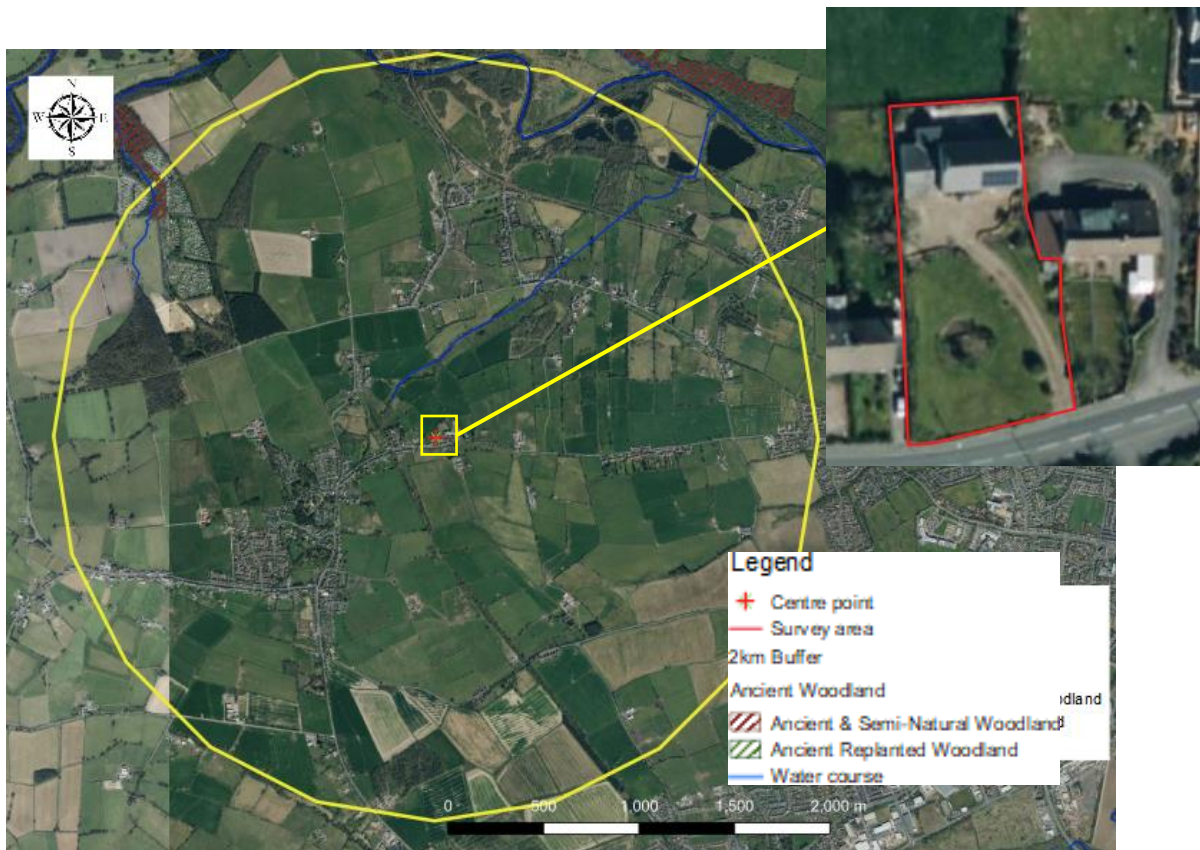 N
W E
S
Legend
Centre point
Survey area
2km Buffer
Ancient Woodland
odland
Ancient & Semi-Natural Woodland
Ancient Replanted Woodland
Water course
0 500 1,000 1,500 2,000 m